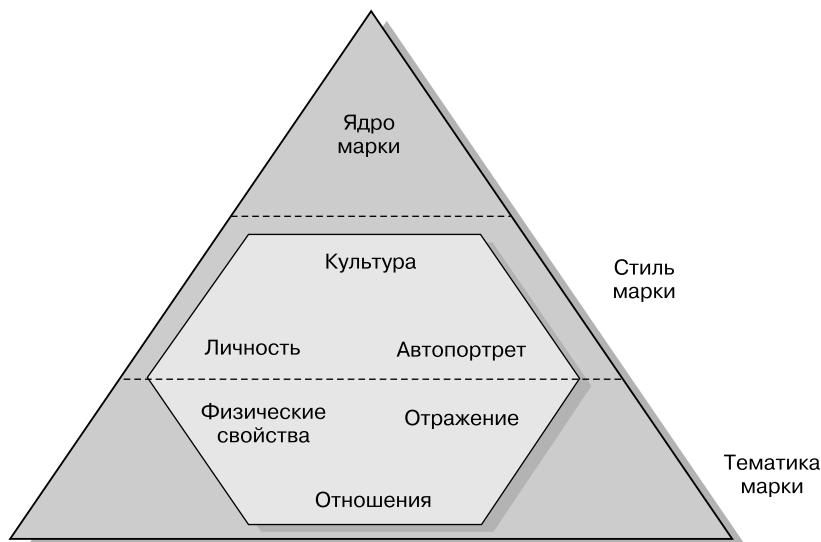 Ядро
марки
Культура
Стиль
марки
Личность
Автопортрет
Физические
свойства
Отражение
Тематика
марки
Отношения